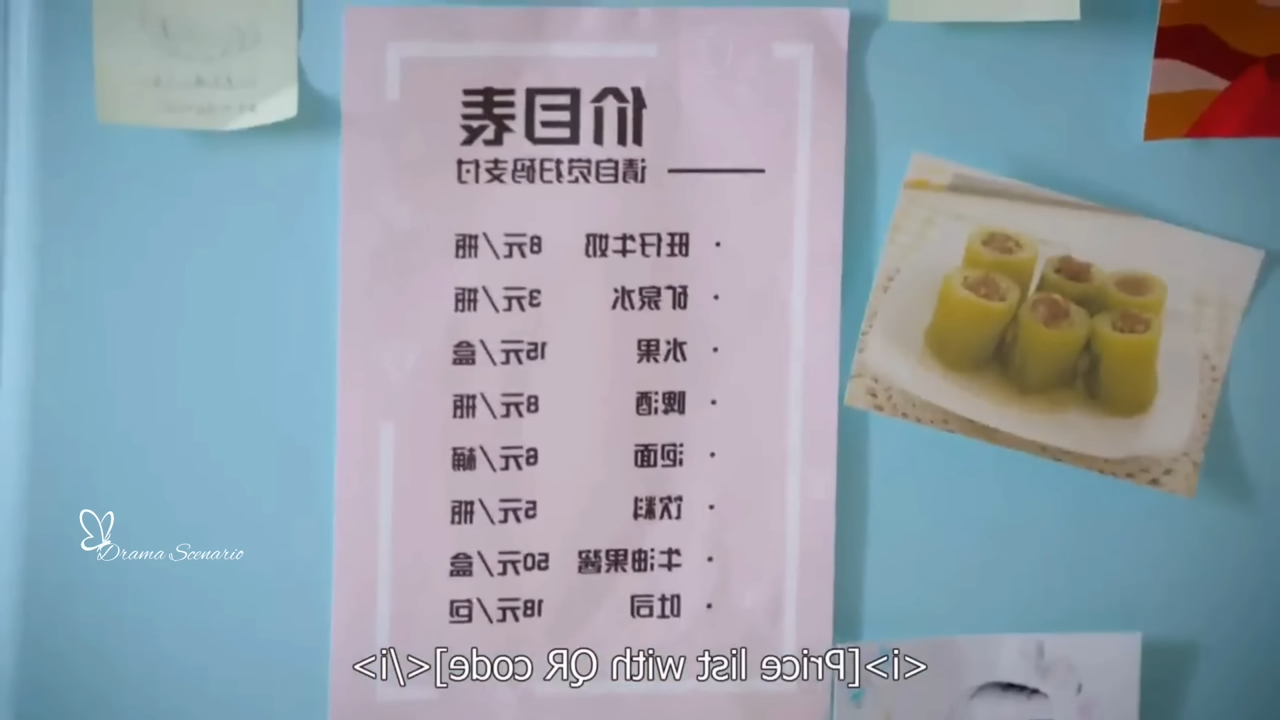 价目表
请自觉扫码支付
· 旺仔牛奶 8元/瓶
· 矿泉水 3元/瓶
· 水果 15元/盒
· 啤酒 8元/瓶
· 泡面 6元/桶
· 饮料 5元/瓶
· 牛油果酱 50元/盒
· 吐司 18元/包
Drama Scenario
<i>[Price list with QR code]</i>